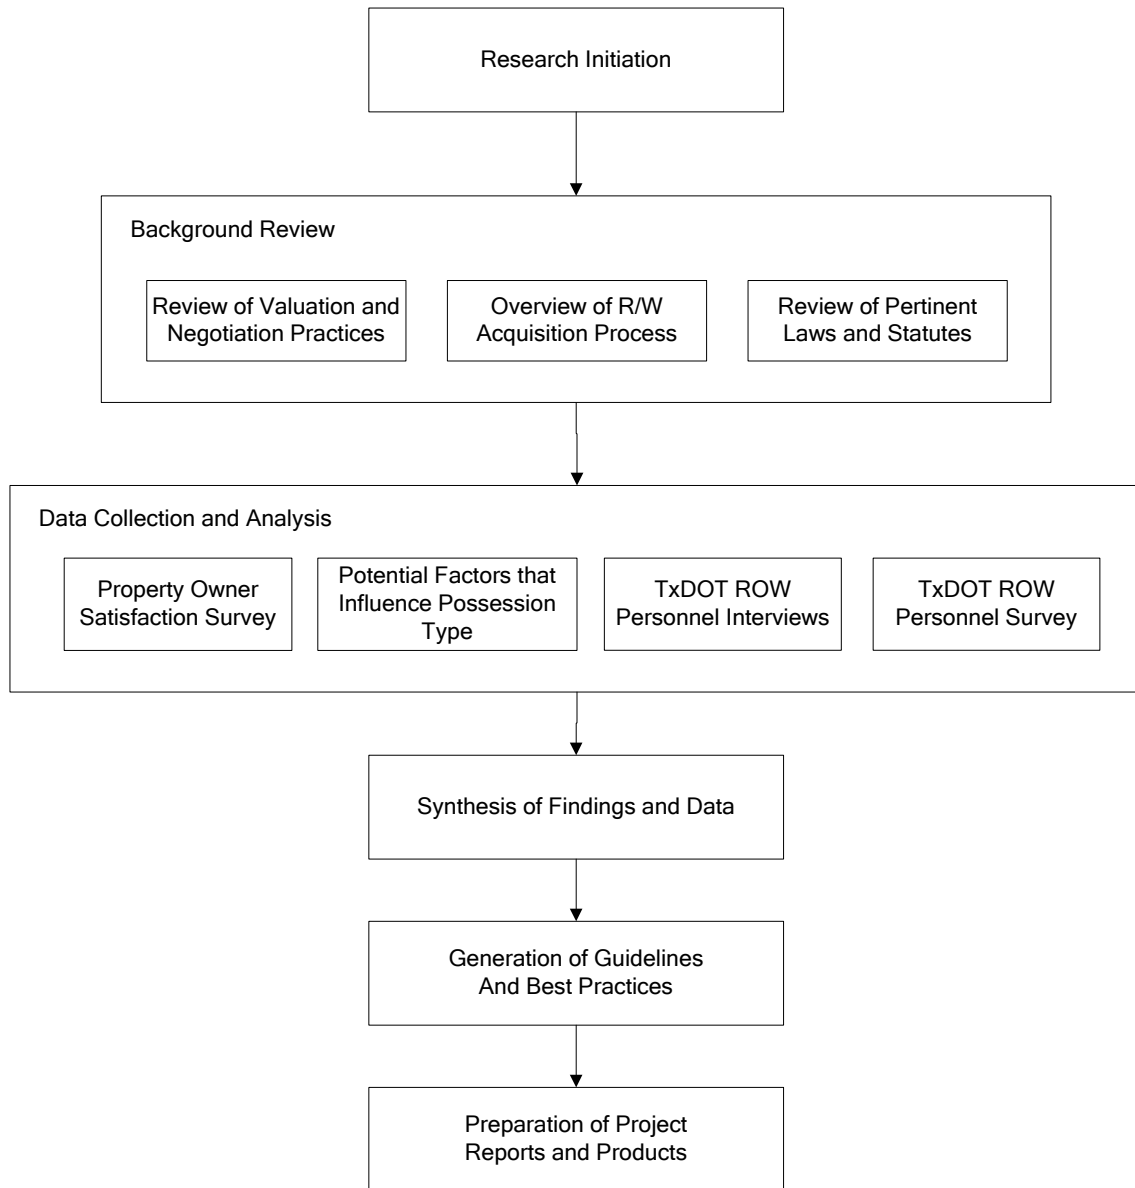 Research Initiation
Background Review
Review of Valuation and
Negotiation Practices
Overview of R/W
Acquisition Process
Review of Pertinent
Laws and Statutes
Data Collection and Analysis
Property Owner
Satisfaction Survey
Potential Factors that
Influence Possession
Type
TxDOT ROW
Personnel Interviews
TxDOT ROW
Personnel Survey
Synthesis of Findings and Data
Generation of Guidelines
And Best Practices
Preparation of Project
Reports and Products